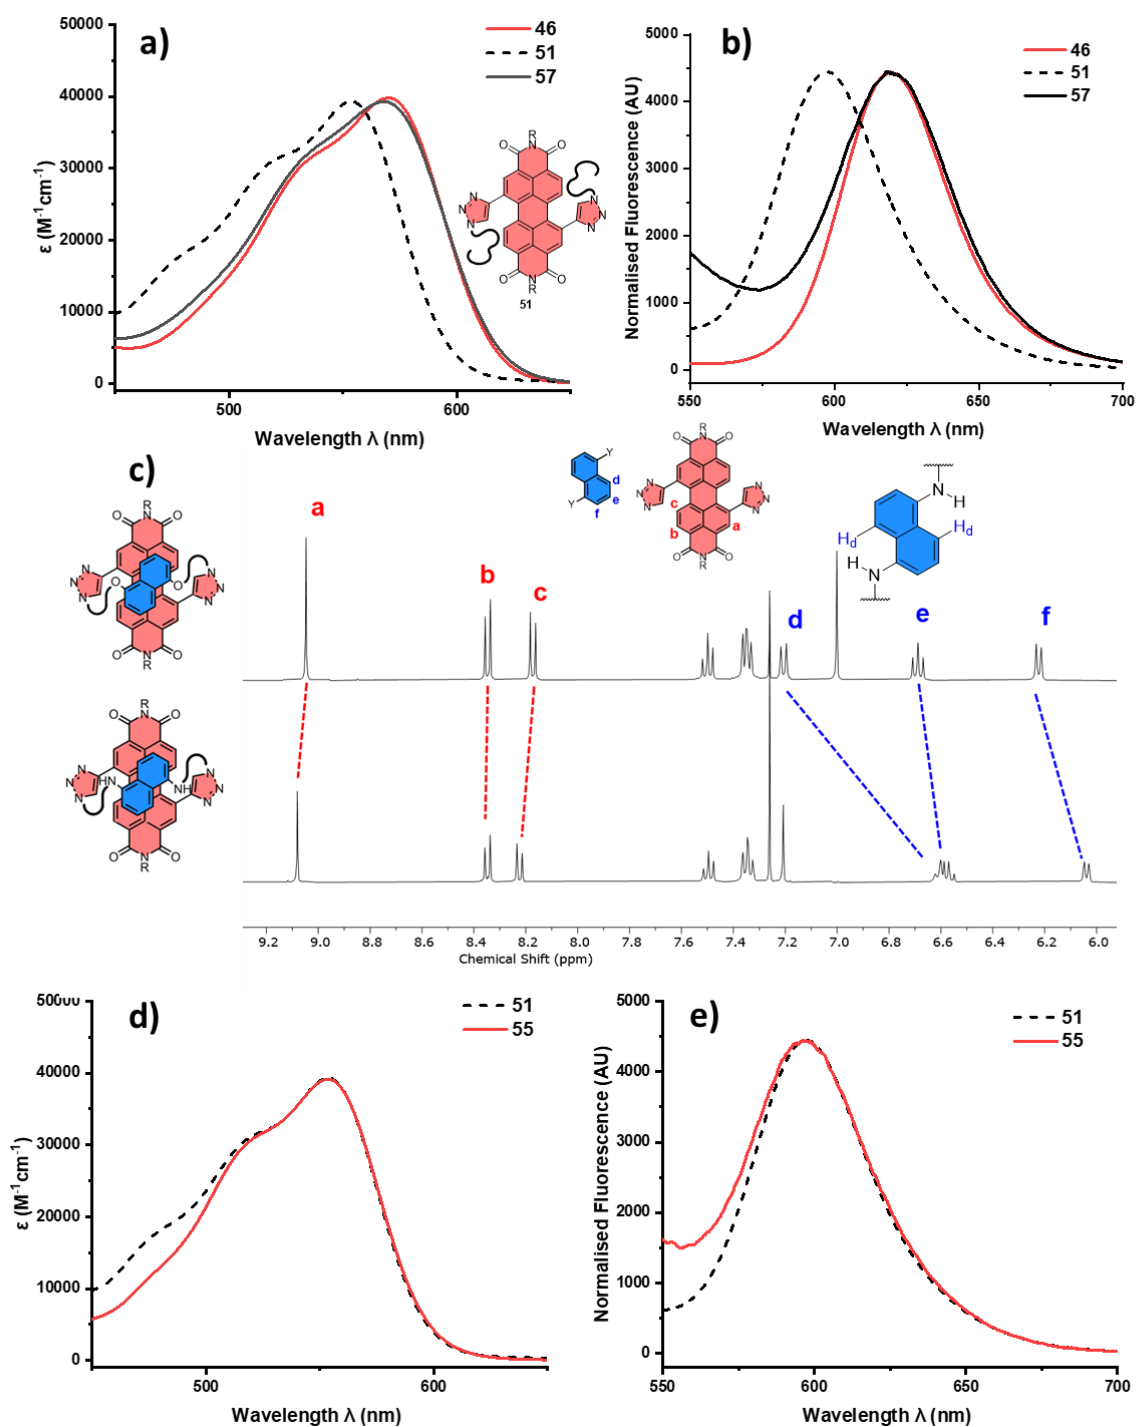 a)
46
51
57
50000
40000
30000
20000
10000
0
ε (M⁻¹cm⁻¹)
500
600
Wavelength λ (nm)
R
O N O
N N N
N N N
O N O
R
51
b)
46
51
57
5000
4000
3000
2000
1000
0
Normalised Fluorescence (AU)
550
600
650
700
Wavelength λ (nm)
c)
R
O N O
N N N
O
O
N N N
O N O
R
R
O N O
N N N
HN
NH
N N N
O N O
R
Y
Y
d
e
f
R
O N O
N N N
N N N
c
b
a
O N O
R
N H
Hd
Hd
H N
a
b
c
d
e
f
9.2 9.0 8.8 8.6 8.4 8.2 8.0 7.8 7.6 7.4 7.2 7.0 6.8 6.6 6.4 6.2 6.0
Chemical Shift (ppm)
d)
51
55
50000
40000
30000
20000
10000
0
ε (M⁻¹cm⁻¹)
500
600
Wavelength λ (nm)
e)
51
55
5000
4000
3000
2000
1000
0
Normalised Fluorescence (AU)
550
600
650
700
Wavelength λ (nm)